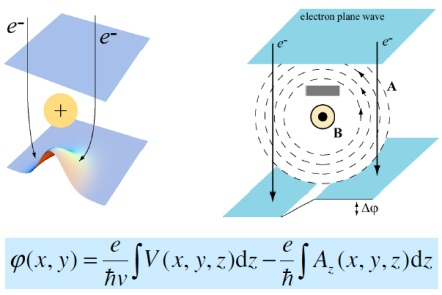 electron plane wave
e- e-
e- e-
A
+
B
Δφ
φ(x, y) = e/ħv ∫V(x, y, z)dz − e/ħ ∫A_z(x, y, z)dz